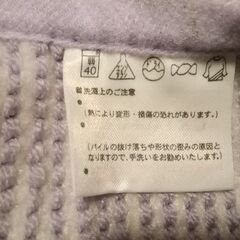 40
洗濯上のご注意
(熱により変形・損傷の恐れがあります。)
(パイルの抜け落ちや形状の歪みの原因と
なりますので、手洗いをお勧めいたします。)